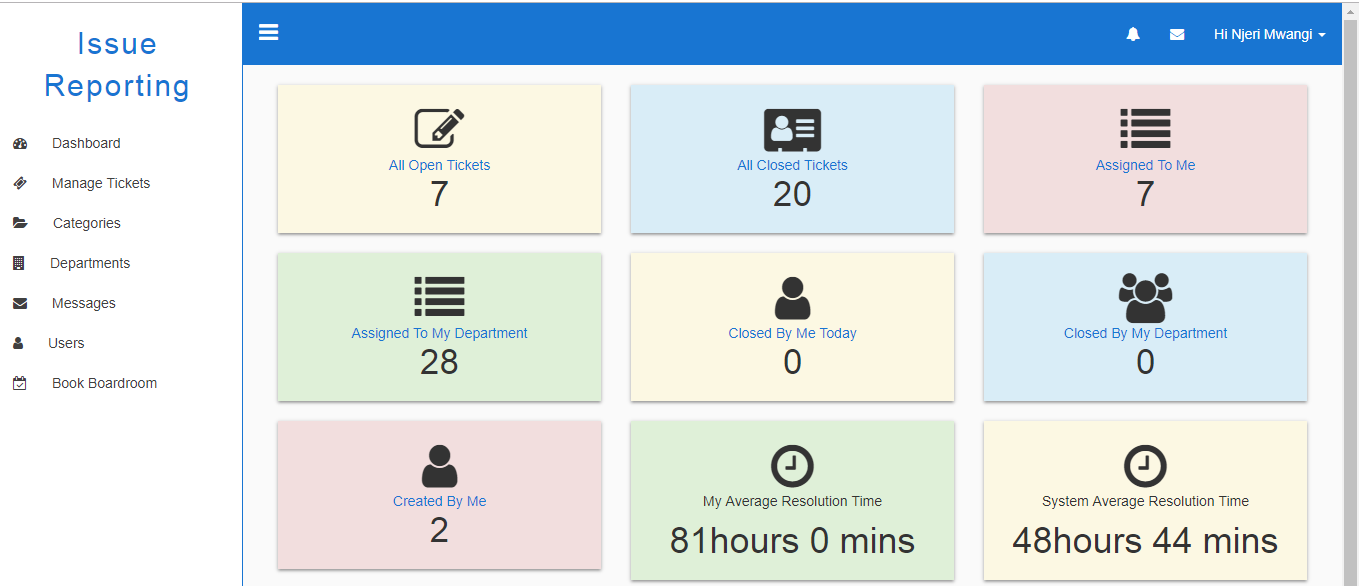 Issue
Reporting
Dashboard
Manage Tickets
Categories
Departments
Messages
Users
Book Boardroom
Hi Njeri Mwangi
All Open Tickets
7
All Closed Tickets
20
Assigned To Me
7
Assigned To My Department
28
Closed By Me Today
0
Closed By My Department
0
Created By Me
2
My Average Resolution Time
81hours 0 mins
System Average Resolution Time
48hours 44 mins